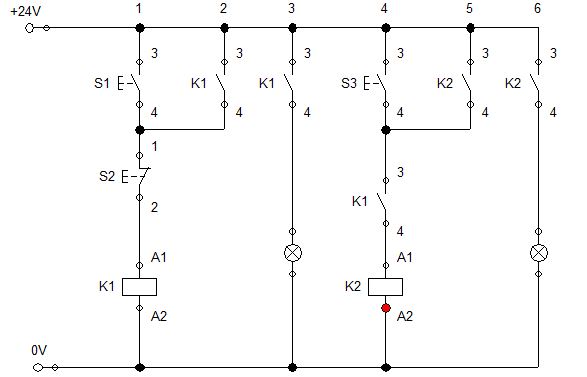 +24V 1 2 3 4 5 6
3 3 3 3 3 3
S1 K1 K1 S3 K2 K2
4 4 4 4 4 4
1
S2
2
3
K1
4
A1 A1
K1 K2
A2 A2
0V